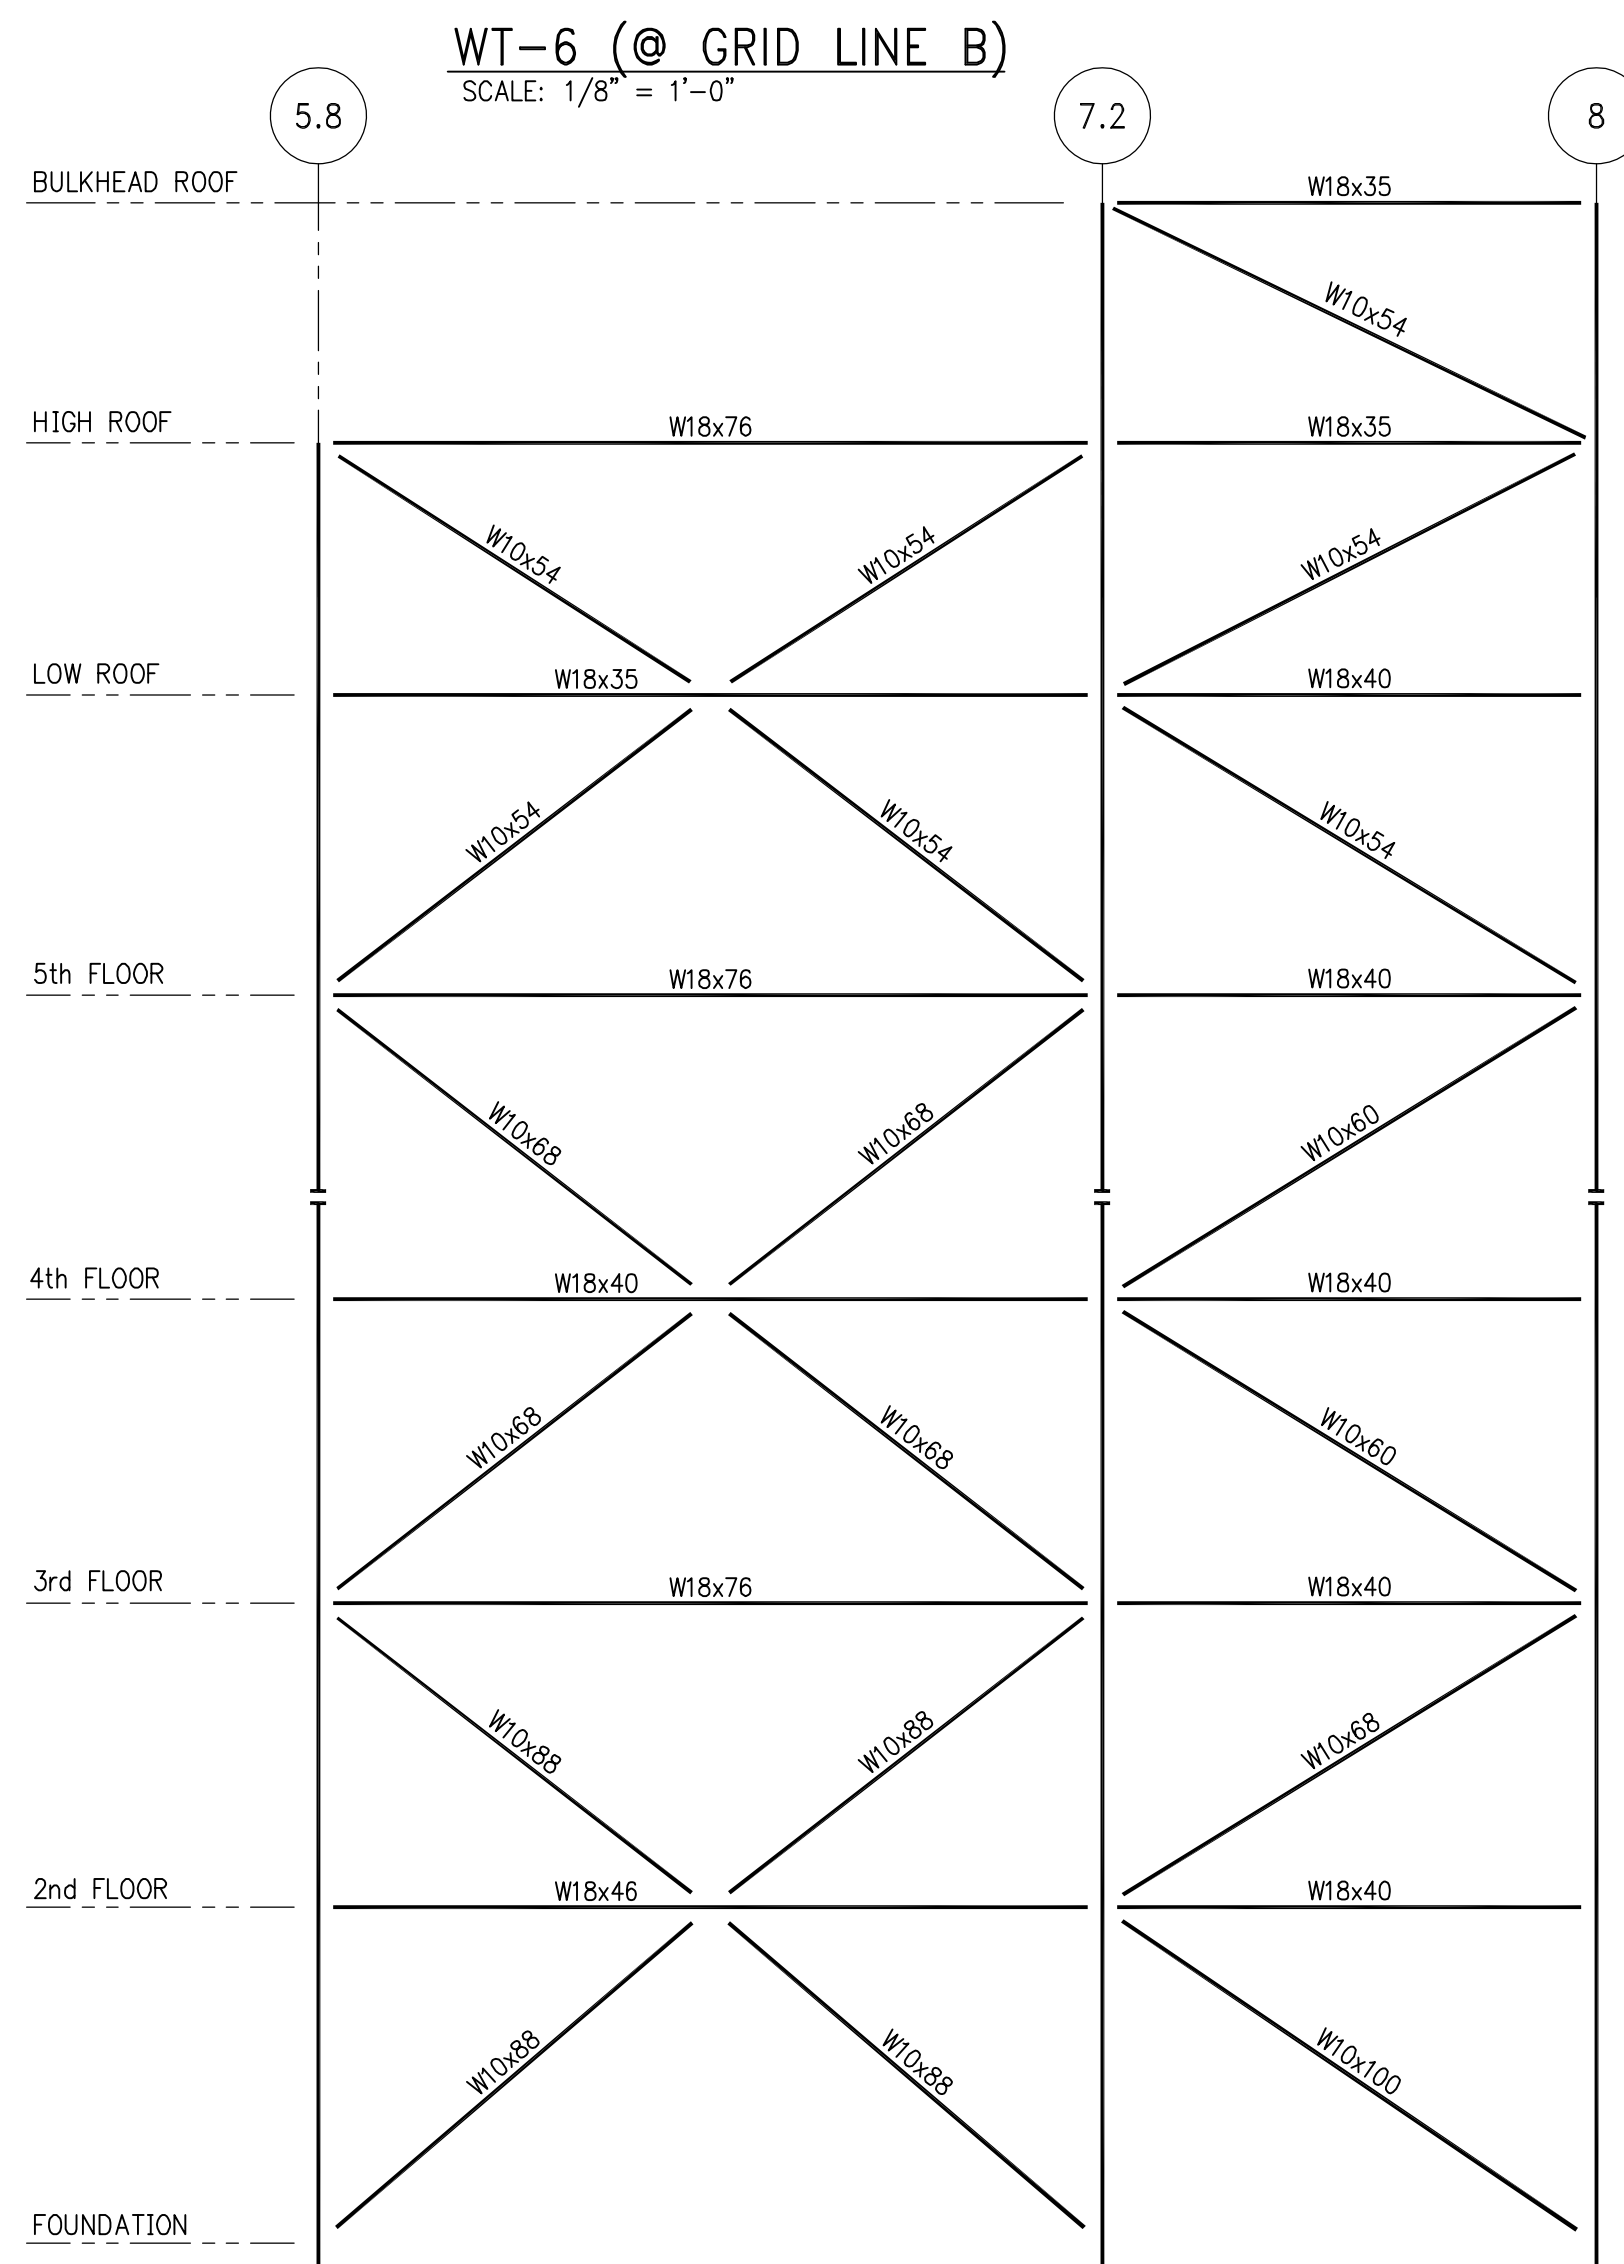 WT-6 (@ GRID LINE B)
SCALE: 1/8" = 1'-0"
5.8
7.2
8
BULKHEAD ROOF
W18x35
W10x54
HIGH ROOF
W18x76
W18x35
W10x54
W10x54
W10x54
LOW ROOF
W18x35
W18x40
W10x54
W10x54
W10x54
5th FLOOR
W18x76
W18x40
W10x68
W10x68
W10x60
4th FLOOR
W18x40
W18x40
W10x68
W10x68
W10x60
3rd FLOOR
W18x76
W18x40
W10x88
W10x88
W10x68
2nd FLOOR
W18x46
W18x40
W10x88
W10x88
W10x100
FOUNDATION